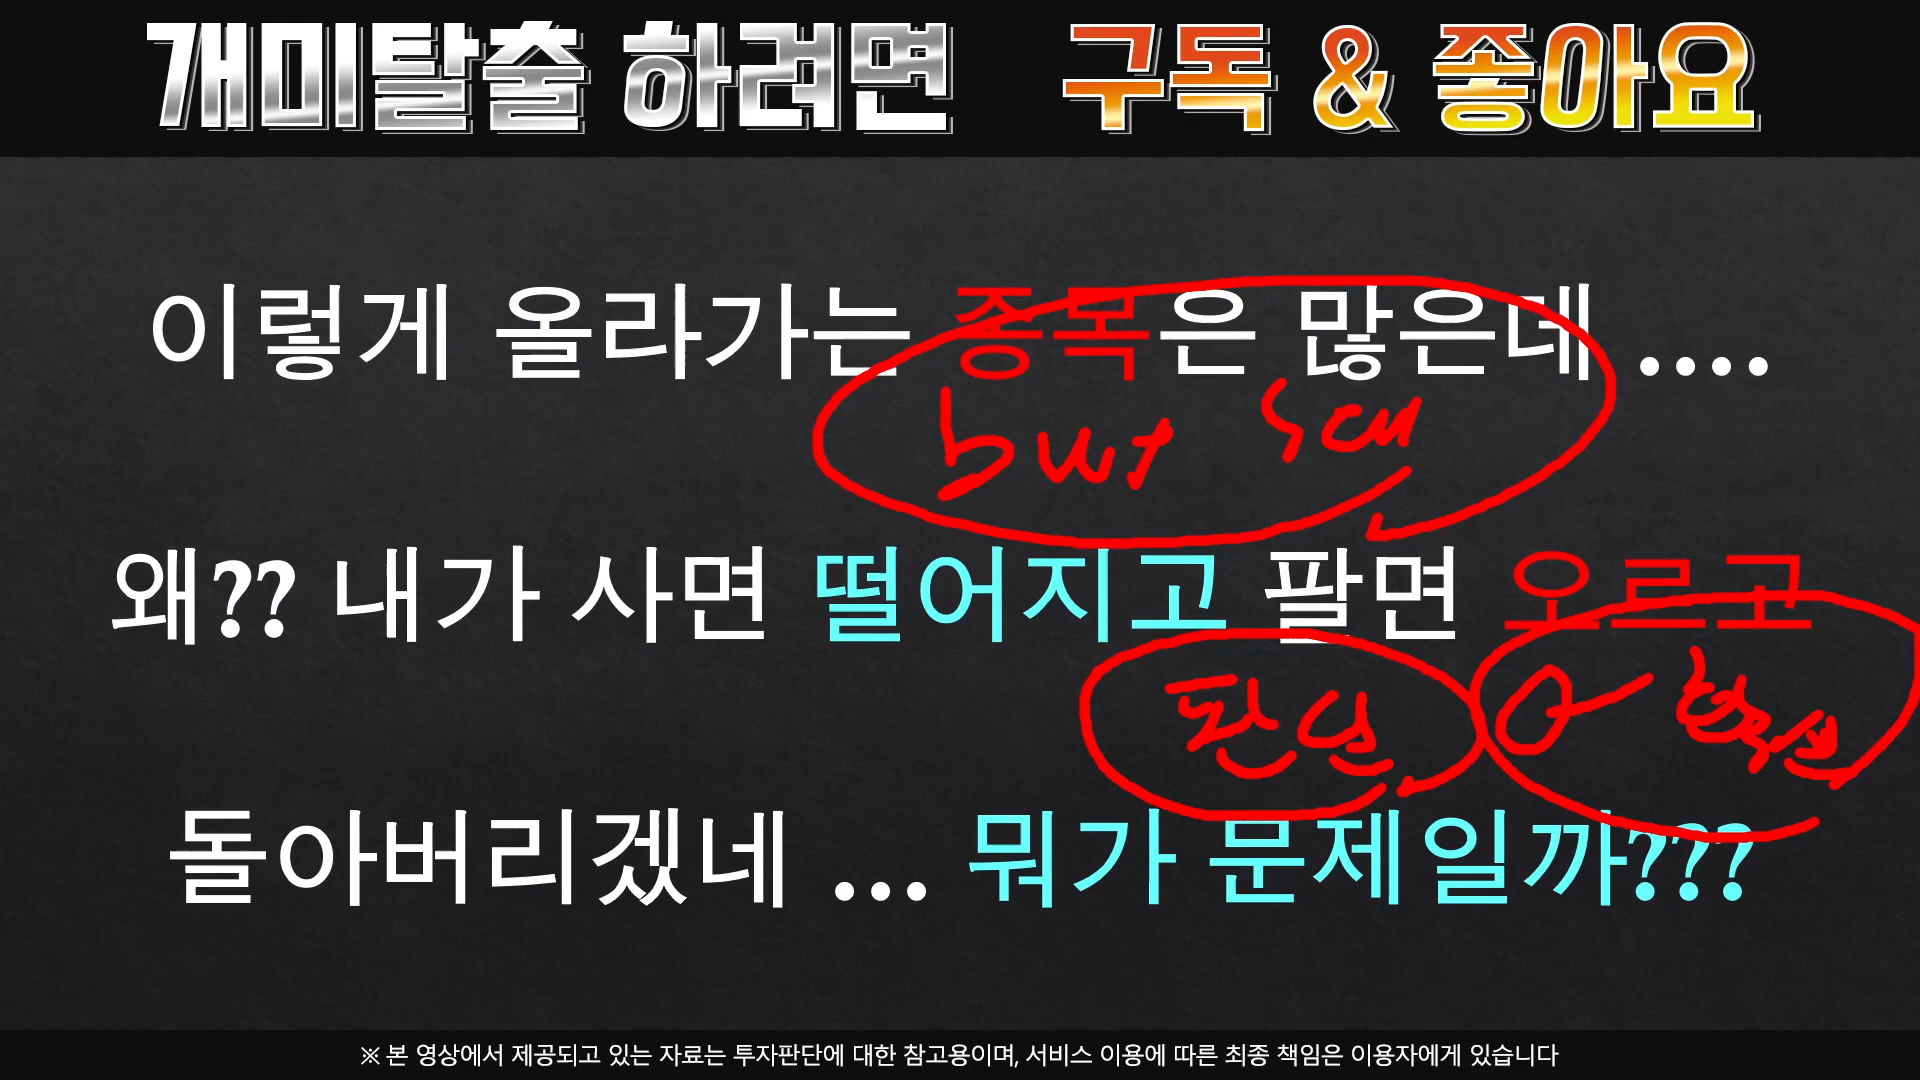 개미탈출 하려면 구독 & 좋아요
이렇게 올라가는 종목은 많은데 ....
but
왜?? 내가 사면 떨어지고 팔면 오르고
판단
돌아버리겠네 ... 뭐가 문제일까???
※ 본 영상에서 제공되고 있는 자료는 투자판단에 대한 참고용이며, 서비스 이용에 따른 최종 책임은 이용자에게 있습니다